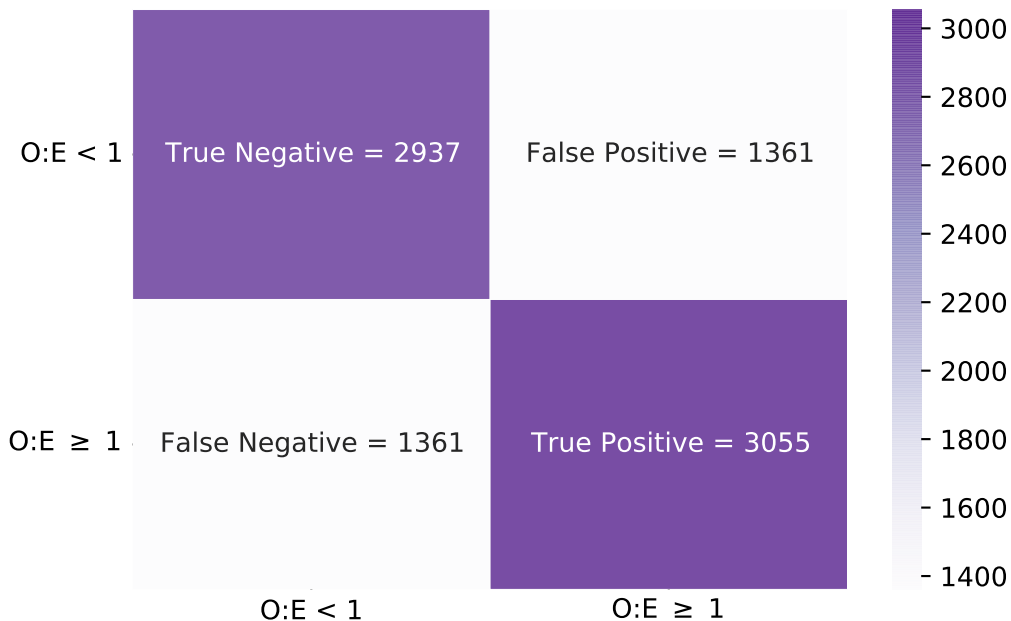 O:E < 1
True Negative = 2937
False Positive = 1361
O:E ≥ 1
False Negative = 1361
True Positive = 3055
O:E < 1
O:E ≥ 1
3000
2800
2600
2400
2200
2000
1800
1600
1400